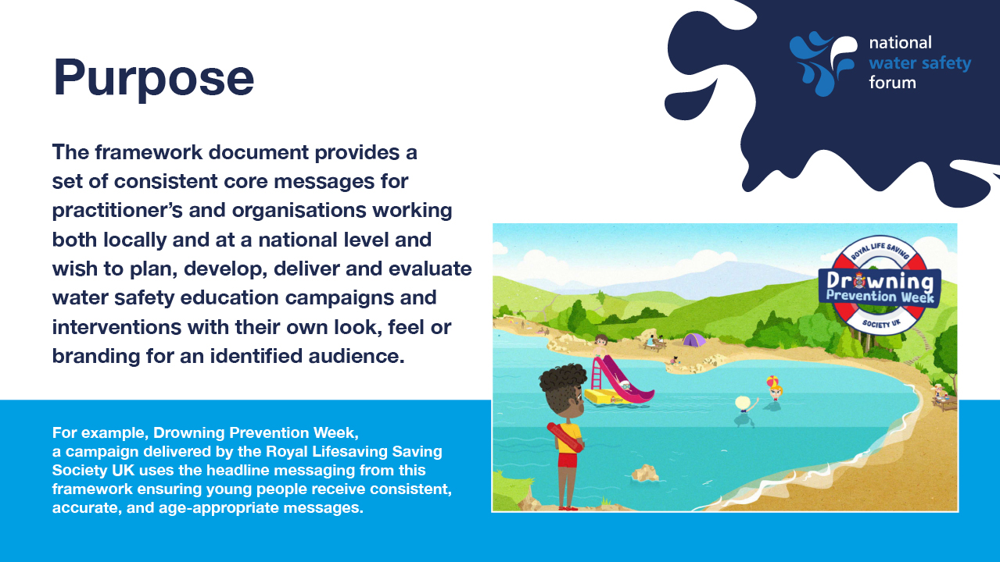 Purpose
national
water safety
forum
The framework document provides a
set of consistent core messages for
practitioner’s and organisations working
both locally and at a national level and
wish to plan, develop, deliver and evaluate
water safety education campaigns and
interventions with their own look, feel or
branding for an identified audience.
ROYAL LIFE SAVING
Drowning
Prevention Week
SOCIETY UK
For example, Drowning Prevention Week,
a campaign delivered by the Royal Lifesaving Saving
Society UK uses the headline messaging from this
framework ensuring young people receive consistent,
accurate, and age-appropriate messages.